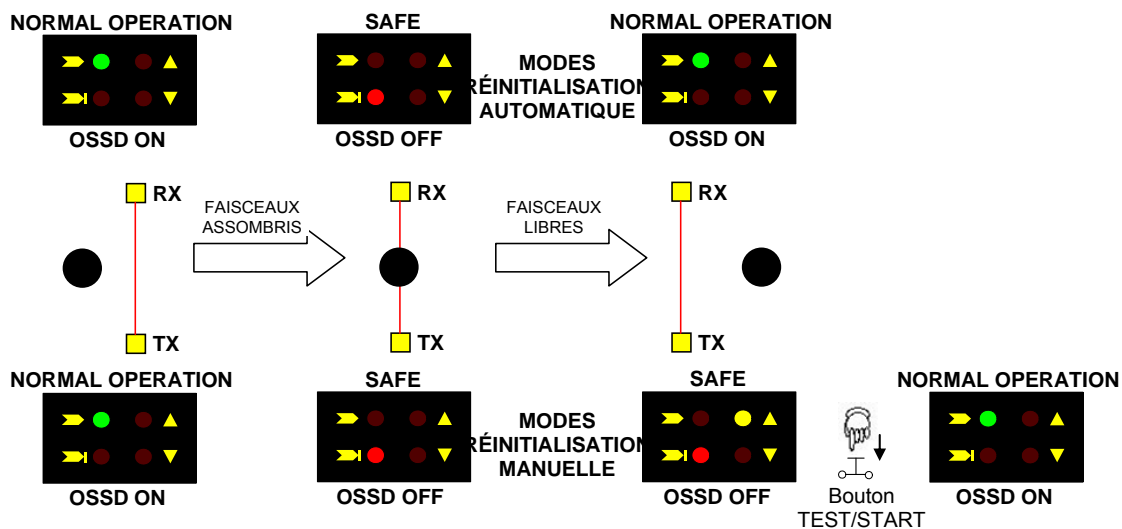 NORMAL OPERATION
SAFE
NORMAL OPERATION
MODES
RÉINITIALISATION
AUTOMATIQUE
OSSD ON
OSSD OFF
OSSD ON
RX
RX
RX
FAISCEAUX
ASSOMBRIS
FAISCEAUX
LIBRES
TX
TX
TX
NORMAL OPERATION
SAFE
SAFE
NORMAL OPERATION
MODES
RÉINITIALISATION
MANUELLE
OSSD ON
OSSD OFF
OSSD OFF
Bouton
TEST/START
OSSD ON